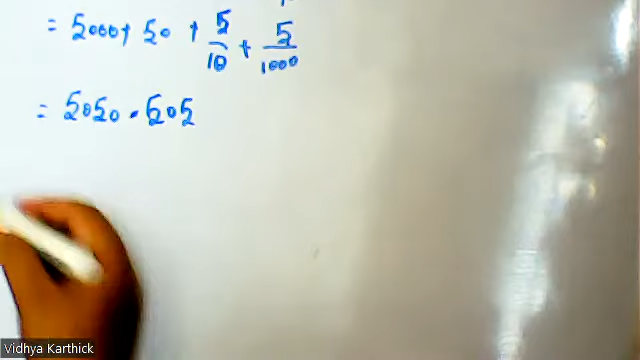 = 5000 + 50 + 5/10 + 5/1000
= 5050.505
Vidhya Karthick